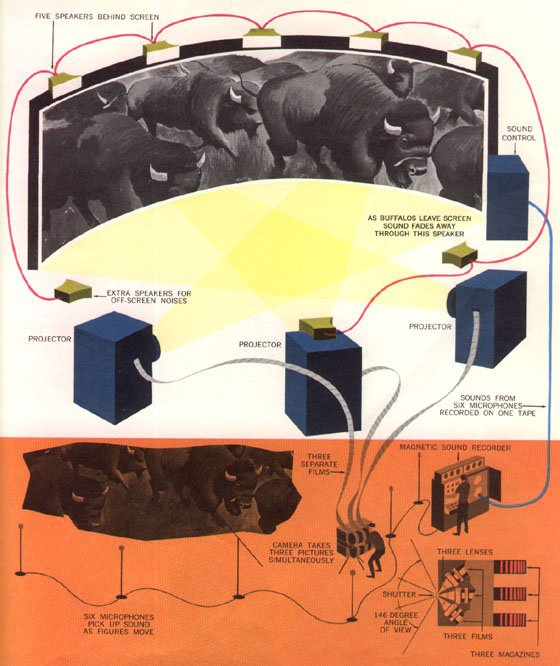 FIVE SPEAKERS BEHIND SCREEN
SOUND
CONTROL
AS BUFFALOS LEAVE SCREEN
SOUND FADES AWAY
THROUGH THIS SPEAKER
EXTRA SPEAKERS FOR
OFF-SCREEN NOISES
PROJECTOR
PROJECTOR
PROJECTOR
SOUNDS FROM
SIX MICROPHONES
RECORDED ON ONE TAPE
THREE
SEPARATE
FILMS
MAGNETIC SOUND RECORDER
CAMERA TAKES
THREE PICTURES
SIMULTANEOUSLY
THREE LENSES
SHUTTER
146-DEGREE
ANGLE
OF VIEW
SIX MICROPHONES
PICK UP SOUND
AS FIGURES MOVE
THREE FILMS
THREE MAGAZINES